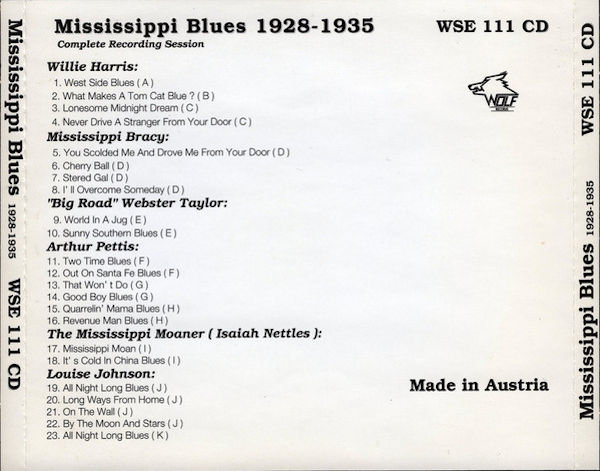 Mississippi Blues 1928-1935 WSE 111 CD
Mississippi Blues 1928-1935 WSE 111 CD
Complete Recording Session
WOLF
RECORDS
Willie Harris:
1. West Side Blues ( A )
2. What Makes A Tom Cat Blue ? ( B )
3. Lonesome Midnight Dream ( C )
4. Never Drive A Stranger From Your Door ( C )
Mississippi Bracy:
5. You Scolded Me And Drove Me From Your Door ( D )
6. Cherry Ball ( D )
7. Stered Gal ( D )
8. I' ll Overcome Someday ( D )
"Big Road" Webster Taylor:
9. World In A Jug ( E )
10. Sunny Southern Blues ( E )
Arthur Pettis:
11. Two Time Blues ( F )
12. Out On Santa Fe Blues ( F )
13. That Won' t Do ( G )
14. Good Boy Blues ( G )
15. Quarrelin' Mama Blues ( H )
16. Revenue Man Blues ( H )
The Mississippi Moaner ( Isaiah Nettles ):
17. Mississippi Moan ( I )
18. It' s Cold In China Blues ( I )
Louise Johnson:
19. All Night Long Blues ( J )
20. Long Ways From Home ( J )
21. On The Wall ( J )
22. By The Moon And Stars ( J )
23. All Night Long Blues ( K )
Made in Austria
Mississippi Blues 1928-1935 WSE 111 CD